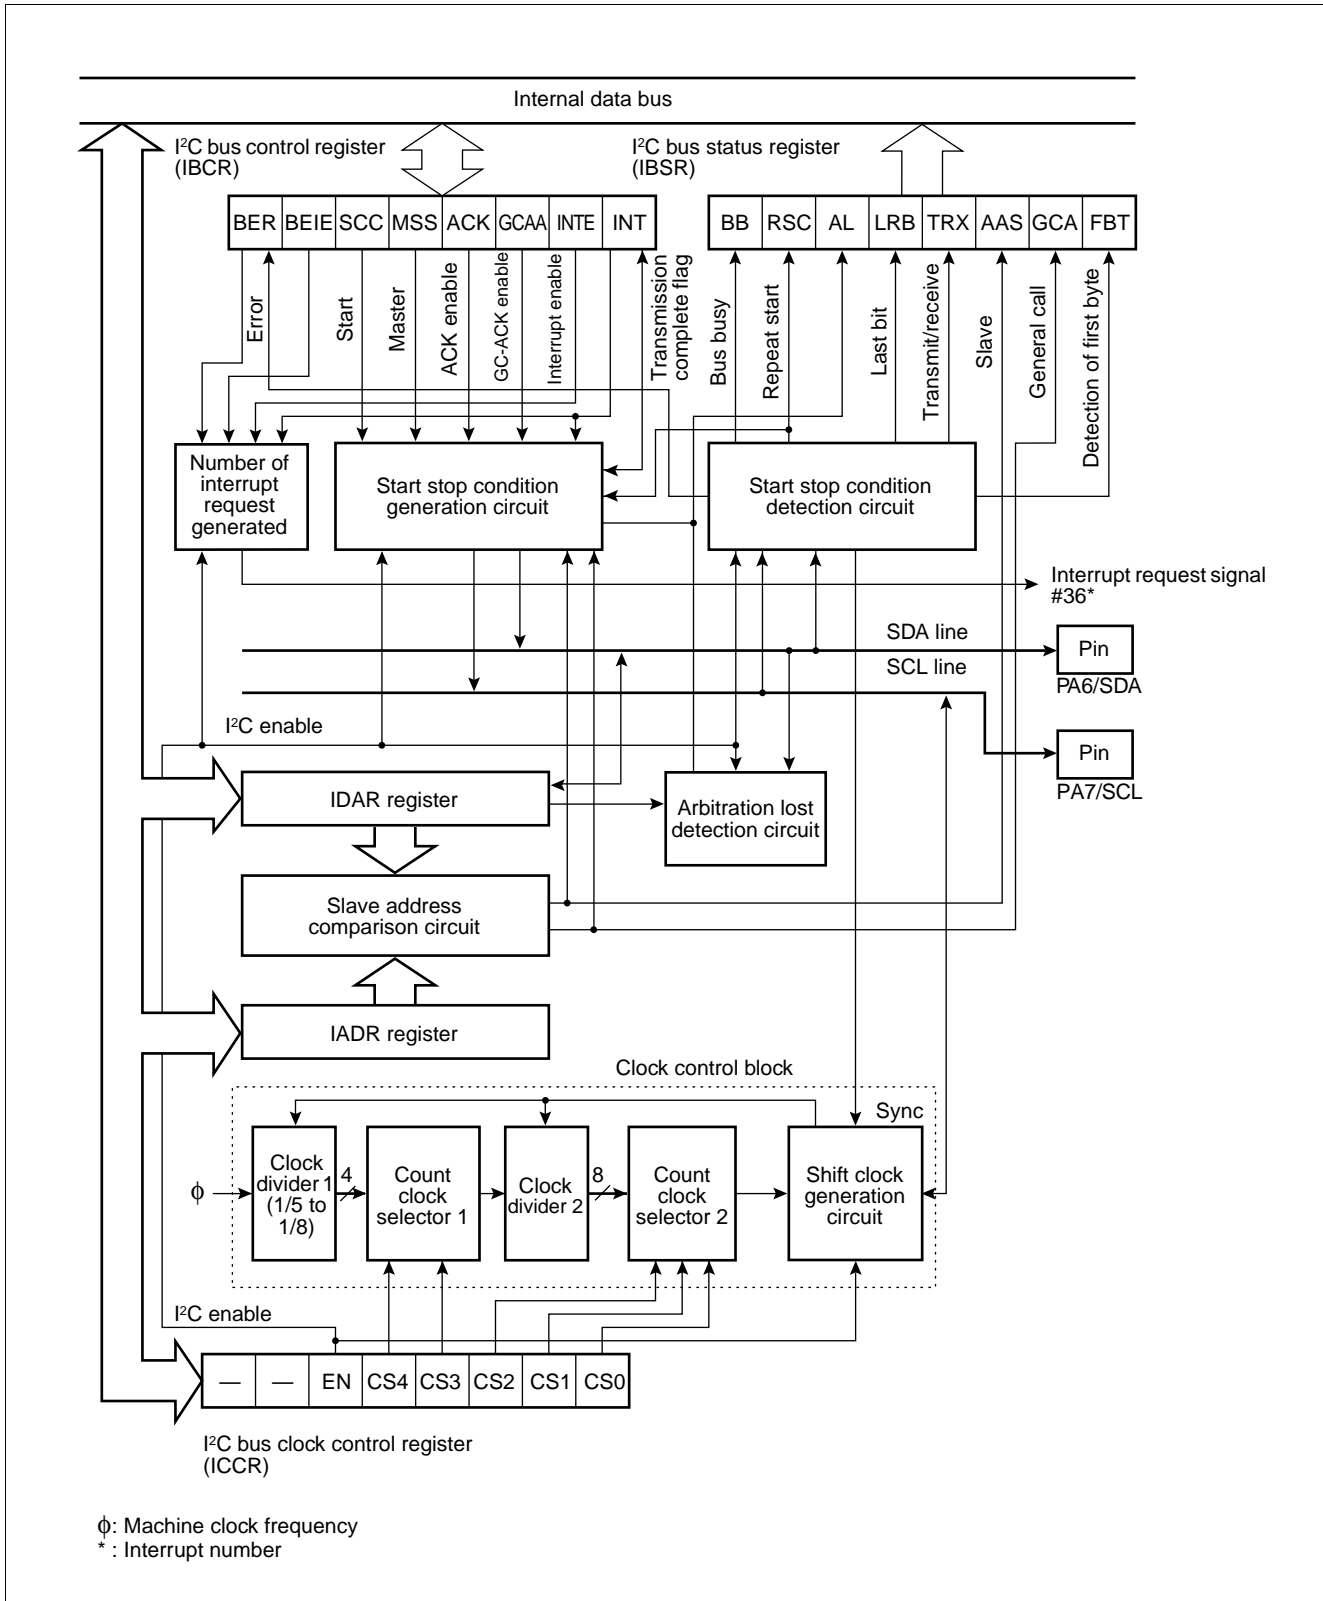 Internal data bus
I²C bus control register
(IBCR)
I²C bus status register
(IBSR)
BER BEIE SCC MSS ACK GCAA INTE INT
BB RSC AL LRB TRX AAS GCA FBT
Error
Start
Master
ACK enable
GC-ACK enable
Interrupt enable
Transmission
complete flag
Bus busy
Repeat start
Last bit
Transmit/receive
Slave
General call
Detection of first byte
Number of
interrupt
request
generated
Start stop condition
generation circuit
Start stop condition
detection circuit
Interrupt request signal
#36*
SDA line
Pin
PA6/SDA
SCL line
I²C enable
Pin
PA7/SCL
IDAR register
Arbitration lost
detection circuit
Slave address
comparison circuit
IADR register
Clock control block
Sync
ϕ
Clock
divider 1
(1/5 to
1/8)
4
Count
clock
selector 1
Clock
divider 2
8
Count
clock
selector 2
Shift clock
generation
circuit
I²C enable
— — EN CS4 CS3 CS2 CS1 CS0
I²C bus clock control register
(ICCR)
ϕ: Machine clock frequency
* : Interrupt number